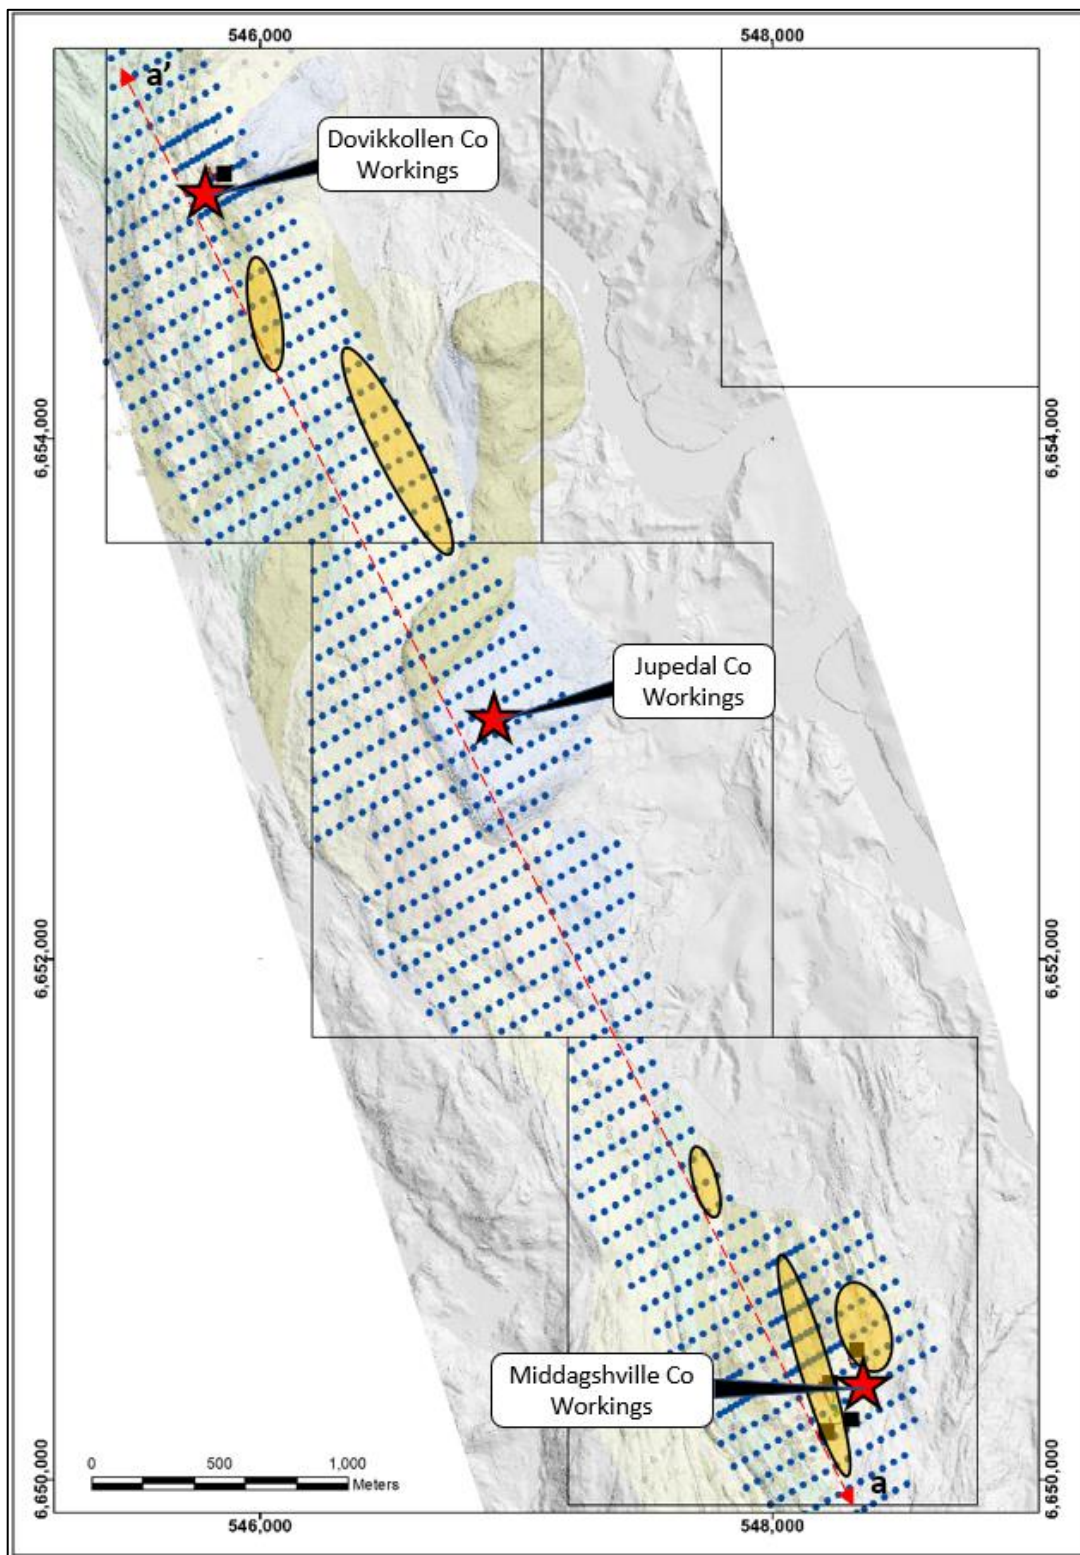 546,000
548,000
a’
Dovikkollen Co
Workings
6,654,000
6,654,000
Jupedal Co
Workings
6,652,000
6,652,000
Middagshville Co
Workings
0
500
1,000
Meters
a
6,650,000
6,650,000
546,000
548,000